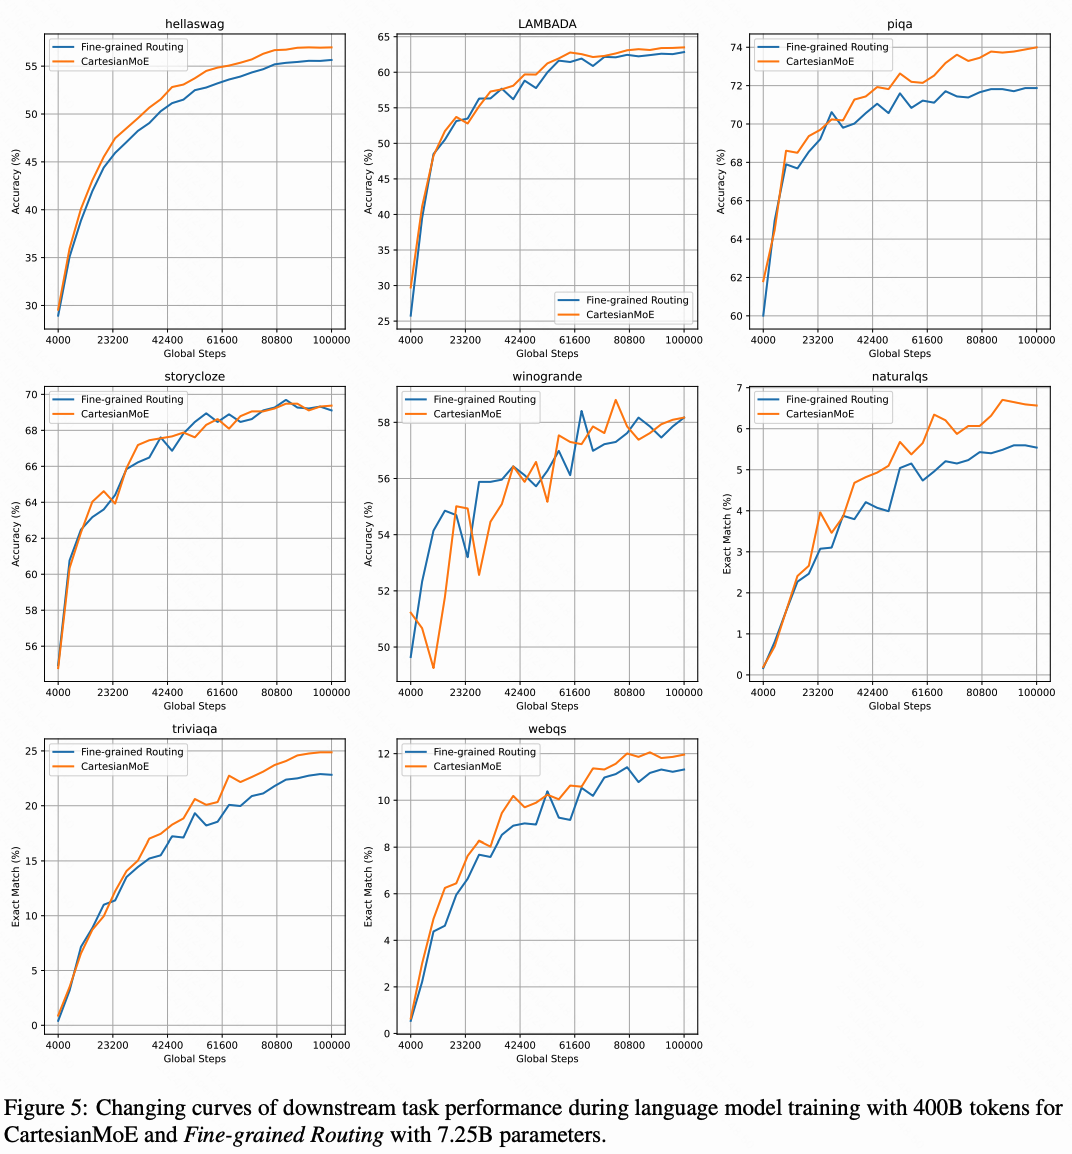 hellaswag
Fine-grained Routing
CartesianMoE
Accuracy (%)
55
50
45
40
35
30
4000 23200 42400 61600 80800 100000
Global Steps
LAMBADA
Fine-grained Routing
CartesianMoE
Accuracy (%)
65
60
55
50
45
40
35
30
25
4000 23200 42400 61600 80800 100000
Global Steps
piqa
Fine-grained Routing
CartesianMoE
Accuracy (%)
74
72
70
68
66
64
62
60
4000 23200 42400 61600 80800 100000
Global Steps
storycloze
Fine-grained Routing
CartesianMoE
Accuracy (%)
70
68
66
64
62
60
58
56
4000 23200 42400 61600 80800 100000
Global Steps
winogrande
Fine-grained Routing
CartesianMoE
Accuracy (%)
58
56
54
52
50
4000 23200 42400 61600 80800 100000
Global Steps
naturalqs
Fine-grained Routing
CartesianMoE
Exact Match (%)
7
6
5
4
3
2
1
0
4000 23200 42400 61600 80800 100000
Global Steps
triviaqa
Fine-grained Routing
CartesianMoE
Exact Match (%)
25
20
15
10
5
0
4000 23200 42400 61600 80800 100000
Global Steps
webqs
Fine-grained Routing
CartesianMoE
Exact Match (%)
12
10
8
6
4
2
0
4000 23200 42400 61600 80800 100000
Global Steps
Figure 5: Changing curves of downstream task performance during language model training with 400B tokens for
CartesianMoE and Fine-grained Routing with 7.25B parameters.